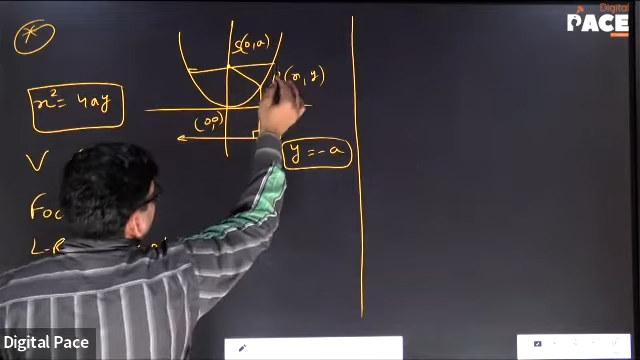 Digital
PACE
S(0,a)
(x, y)
x² = 4ay
(0,0)
y = -a
V
Foc
L-R
Digital Pace